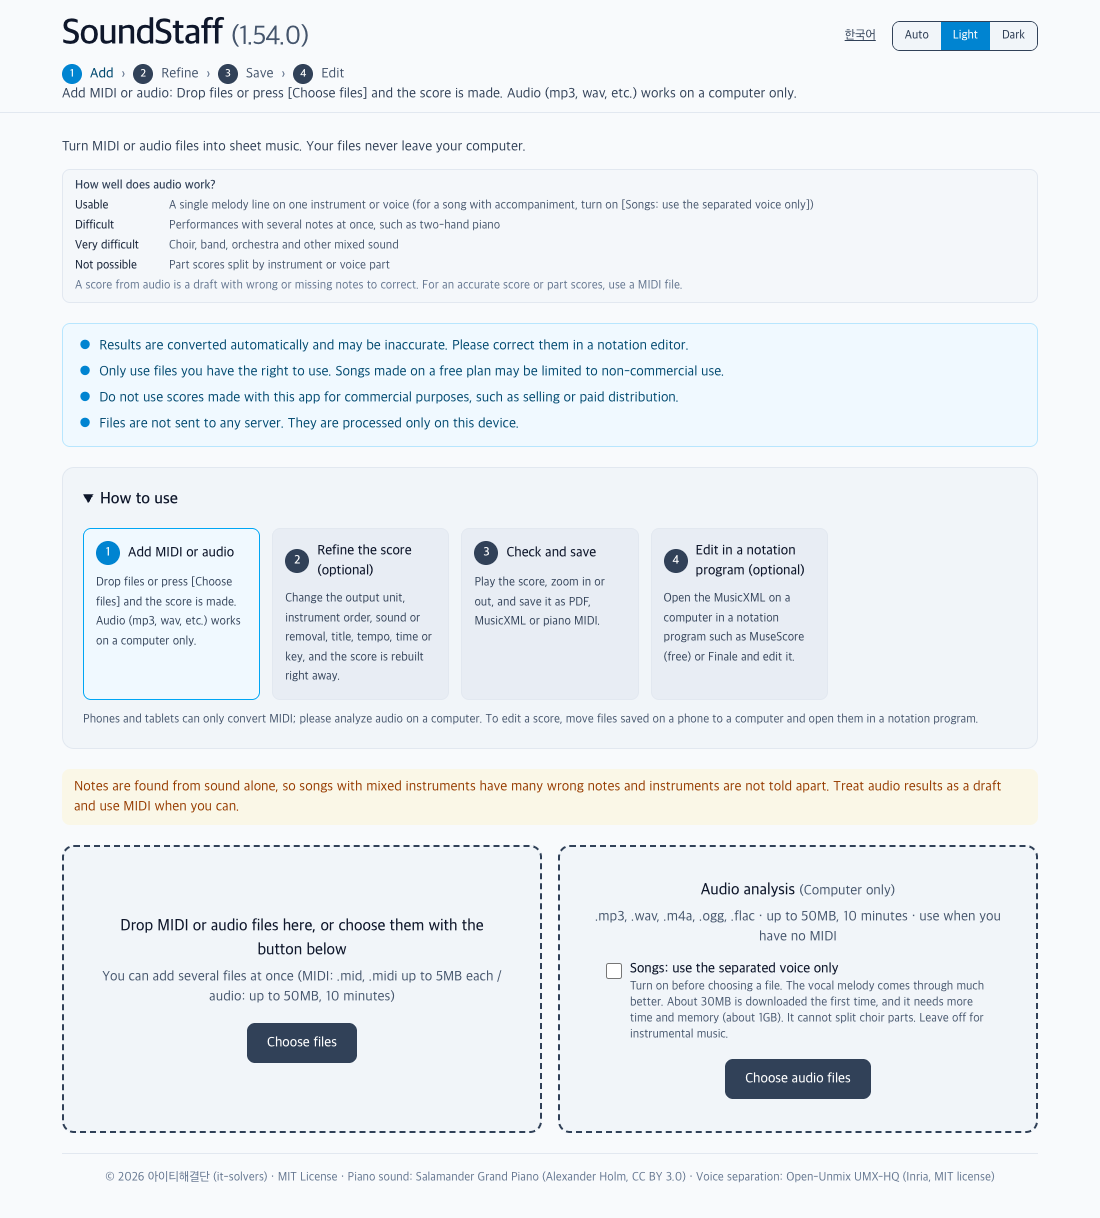 SoundStaff (1.54.0)
한국어
Auto Light Dark
1 Add › 2 Refine › 3 Save › 4 Edit
Add MIDI or audio: Drop files or press [Choose files] and the score is made. Audio (mp3, wav, etc.) works on a computer only.
Turn MIDI or audio files into sheet music. Your files never leave your computer.
How well does audio work?
Usable A single melody line on one instrument or voice (for a song with accompaniment, turn on [Songs: use the separated voice only])
Difficult Performances with several notes at once, such as two-hand piano
Very difficult Choir, band, orchestra and other mixed sound
Not possible Part scores split by instrument or voice part
A score from audio is a draft with wrong or missing notes to correct. For an accurate score or part scores, use a MIDI file.
Results are converted automatically and may be inaccurate. Please correct them in a notation editor.
Only use files you have the right to use. Songs made on a free plan may be limited to non-commercial use.
Do not use scores made with this app for commercial purposes, such as selling or paid distribution.
Files are not sent to any server. They are processed only on this device.
▼ How to use
1 Add MIDI or audio
Drop files or press [Choose
files] and the score is made.
Audio (mp3, wav, etc.) works
on a computer only.
2 Refine the score
(optional)
Change the output unit,
instrument order, sound or
removal, title, tempo, time or
key, and the score is rebuilt
right away.
3 Check and save
Play the score, zoom in or
out, and save it as PDF,
MusicXML or piano MIDI.
4 Edit in a notation
program (optional)
Open the MusicXML on a
computer in a notation
program such as MuseScore
(free) or Finale and edit it.
Phones and tablets can only convert MIDI; please analyze audio on a computer. To edit a score, move files saved on a phone to a computer and open them in a notation program.
Notes are found from sound alone, so songs with mixed instruments have many wrong notes and instruments are not told apart. Treat audio results as a draft
and use MIDI when you can.
Drop MIDI or audio files here, or choose them with the
button below
You can add several files at once (MIDI: .mid, .midi up to 5MB each /
audio: up to 50MB, 10 minutes)
Choose files
Audio analysis (Computer only)
.mp3, .wav, .m4a, .ogg, .flac · up to 50MB, 10 minutes · use when you
have no MIDI
Songs: use the separated voice only
Turn on before choosing a file. The vocal melody comes through much
better. About 30MB is downloaded the first time, and it needs more
time and memory (about 1GB). It cannot split choir parts. Leave off for
instrumental music.
Choose audio files
© 2026 아이티해결단 (it-solvers) · MIT License · Piano sound: Salamander Grand Piano (Alexander Holm, CC BY 3.0) · Voice separation: Open-Unmix UMX-HQ (Inria, MIT license)